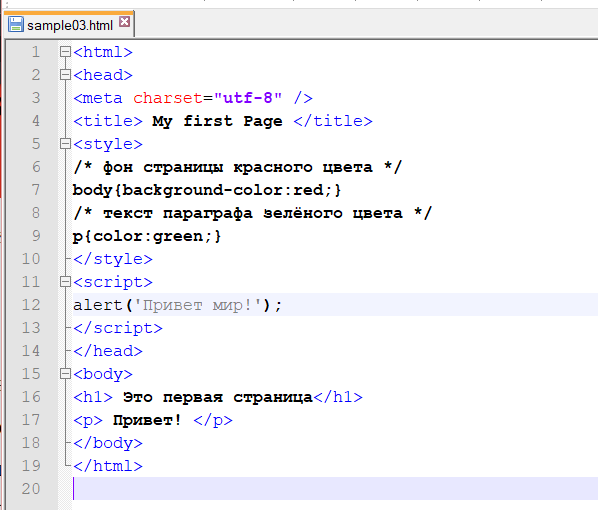 sample03.html
1 <html>
2 <head>
3 <meta charset="utf-8" />
4 <title> My first Page </title>
5 <style>
6 /* фон страницы красного цвета */
7 body{background-color:red;}
8 /* текст параграфа зелёного цвета */
9 p{color:green;}
10 </style>
11 <script>
12 alert('Привет мир!');
13 </script>
14 </head>
15 <body>
16 <h1> Это первая страница</h1>
17 <p> Привет! </p>
18 </body>
19 </html>
20